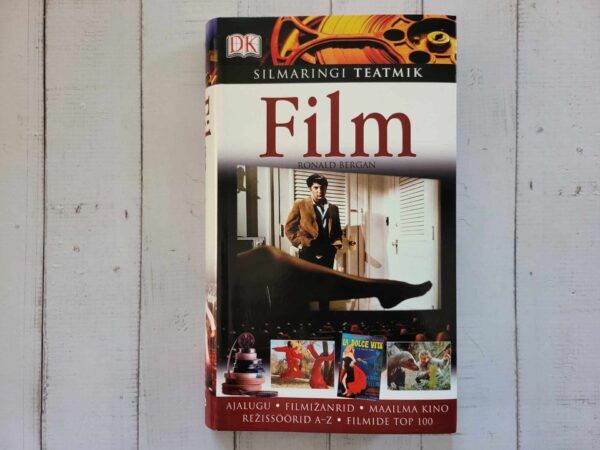 DK
SILMARINGI TEATMIK
Film
RONALD BERGAN
LA DOLCE VITA
AJALUGU • FILMIŽANRID • MAAILMA KINO
REŽISSÖÖRID A–Z • FILMIDE TOP 100